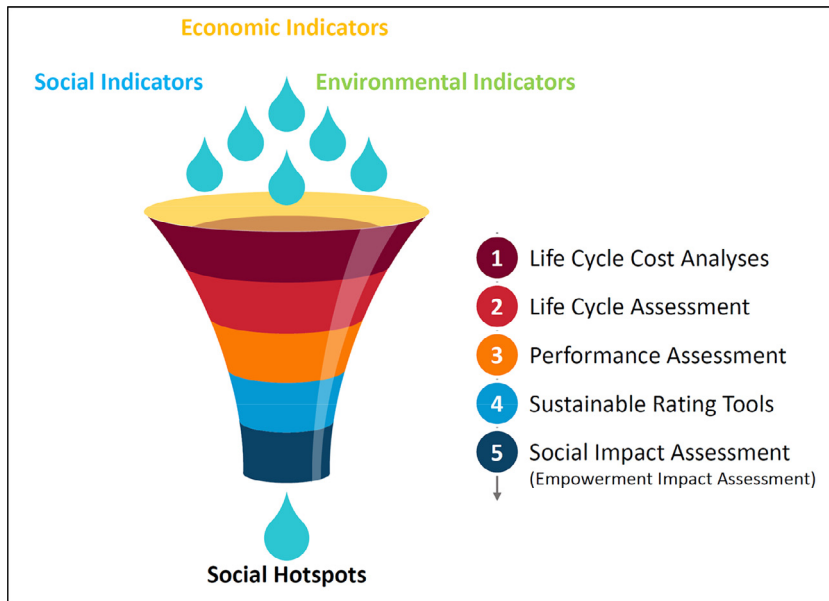 Economic Indicators
Social Indicators
Environmental Indicators
1 Life Cycle Cost Analyses
2 Life Cycle Assessment
3 Performance Assessment
4 Sustainable Rating Tools
5 Social Impact Assessment
(Empowerment Impact Assessment)
Social Hotspots